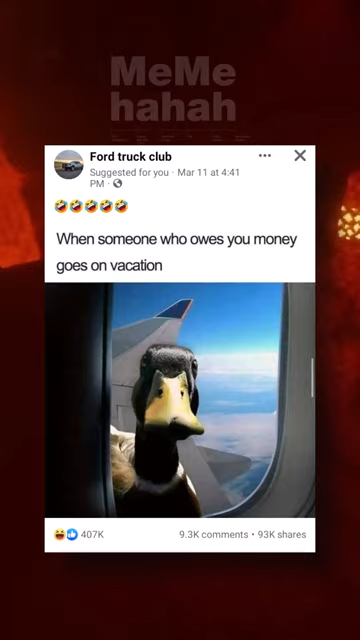 MeMe
hahah
Ford truck club
Suggested for you · Mar 11 at 4:41
PM ·
🤣🤣🤣🤣🤣
When someone who owes you money
goes on vacation
407K
9.3K comments • 93K shares